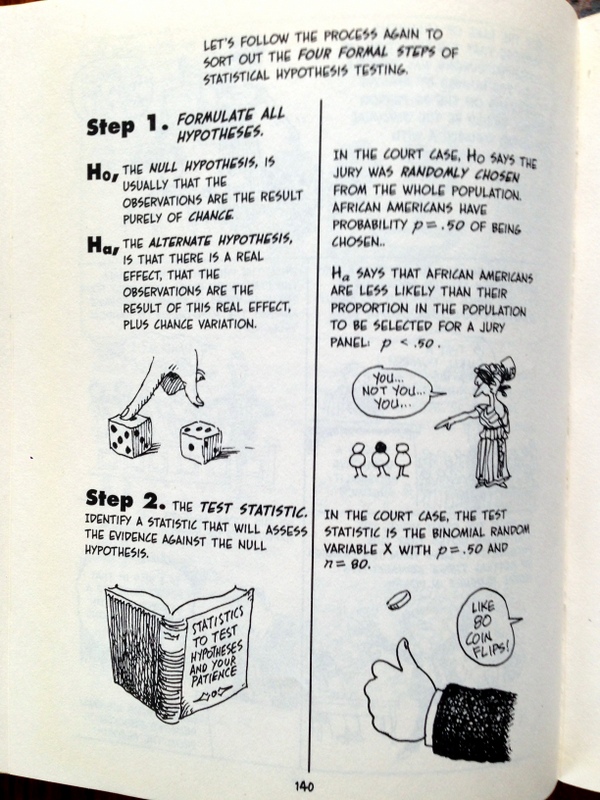 LET'S FOLLOW THE PROCESS AGAIN TO
SORT OUT THE FOUR FORMAL STEPS OF
STATISTICAL HYPOTHESIS TESTING.
Step 1. FORMULATE ALL
HYPOTHESES.
H0, THE NULL HYPOTHESIS, IS
USUALLY THAT THE
OBSERVATIONS ARE THE RESULT
PURELY OF CHANCE.
Ha, THE ALTERNATE HYPOTHESIS,
IS THAT THERE IS A REAL
EFFECT, THAT THE
OBSERVATIONS ARE THE
RESULT OF THIS REAL EFFECT,
PLUS CHANCE VARIATION.
IN THE COURT CASE, H0 SAYS THE
JURY WAS RANDOMLY CHOSEN
FROM THE WHOLE POPULATION.
AFRICAN AMERICANS HAVE
PROBABILITY p = .50 OF BEING
CHOSEN..
Ha SAYS THAT AFRICAN AMERICANS
ARE LESS LIKELY THAN THEIR
PROPORTION IN THE POPULATION
TO BE SELECTED FOR A JURY
PANEL: p < .50.
YOU...
NOT YOU...
YOU...
Step 2. THE TEST STATISTIC.
IDENTIFY A STATISTIC THAT WILL ASSESS
THE EVIDENCE AGAINST THE NULL
HYPOTHESIS.
STATISTICS
TO TEST
HYPOTHESES
AND YOUR
PATIENCE
IN THE COURT CASE, THE TEST
STATISTIC IS THE BINOMIAL RANDOM
VARIABLE X WITH p = .50 AND
n = 80.
LIKE
80
COIN
FLIPS!
140